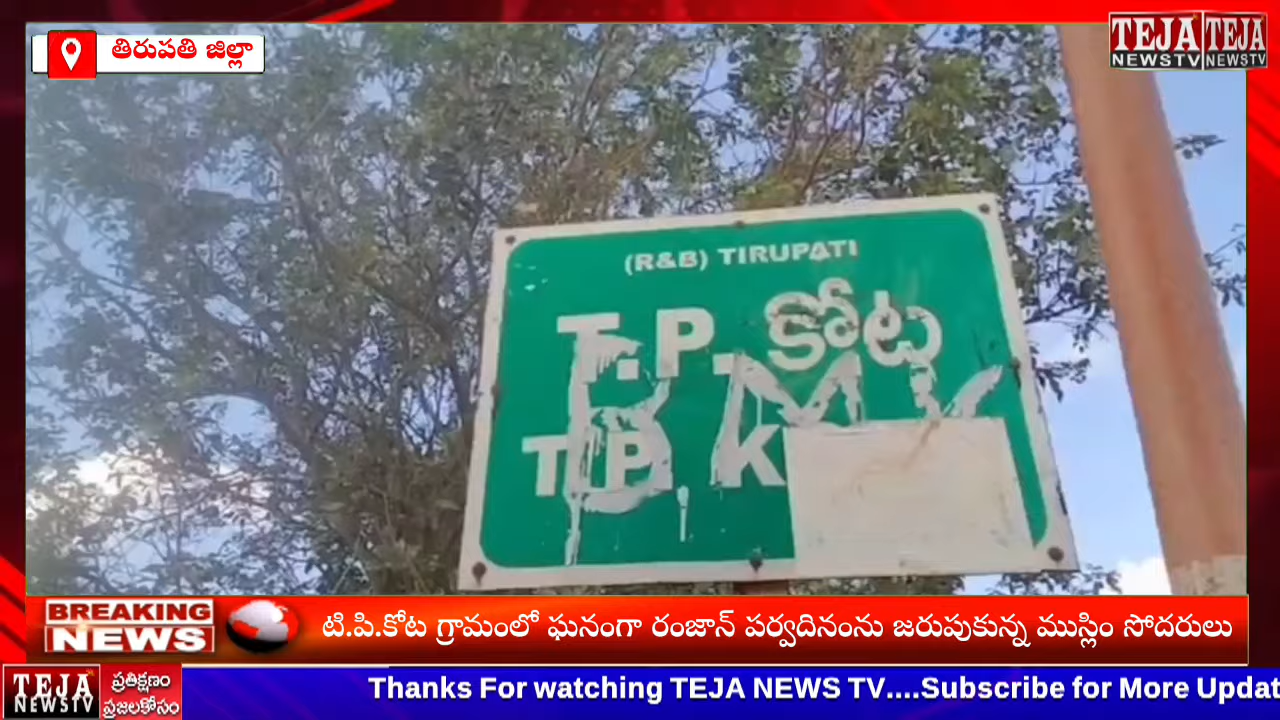 తిరుపతి జిల్లా
TEJA TEJA
NEWSTV NEWSTV
(R&B) TIRUPATI
T.P. కోట
T.P. K
BREAKING
NEWS
టి.పి.కోట గ్రామంలో ఘనంగా రంజాన్ పర్వదినంను జరుపుకున్న ముస్లిం సోదరులు
TEJA
NEWSTV
ప్రతిక్షణం
ప్రజలకోసం
Thanks For watching TEJA NEWS TV....Subscribe for More Updat